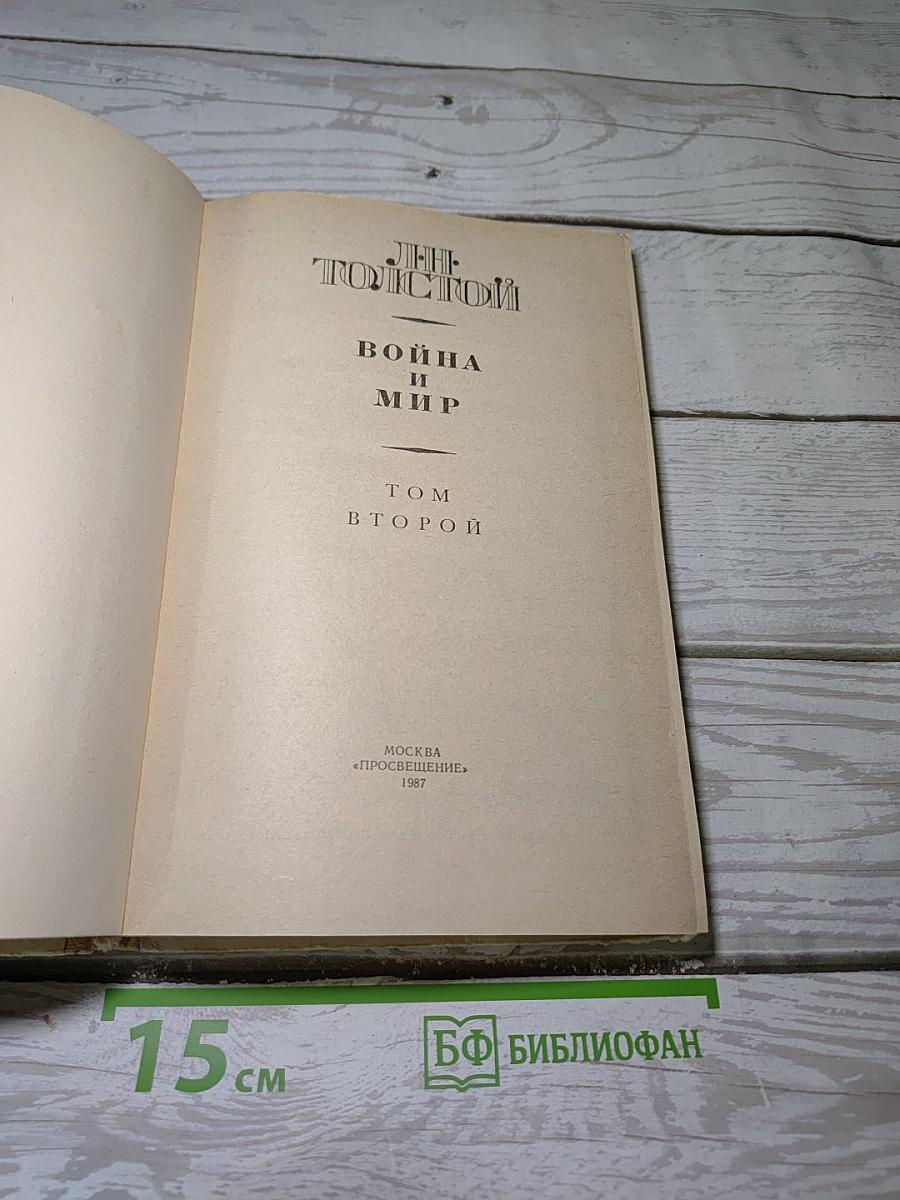 Л·Н·
ТОЛСТОЙ
ВОЙНА
И
МИР
ТОМ
ВТОРОЙ
МОСКВА
«ПРОСВЕЩЕНИЕ»
1987
15 см
БФ БИБЛИОФАН